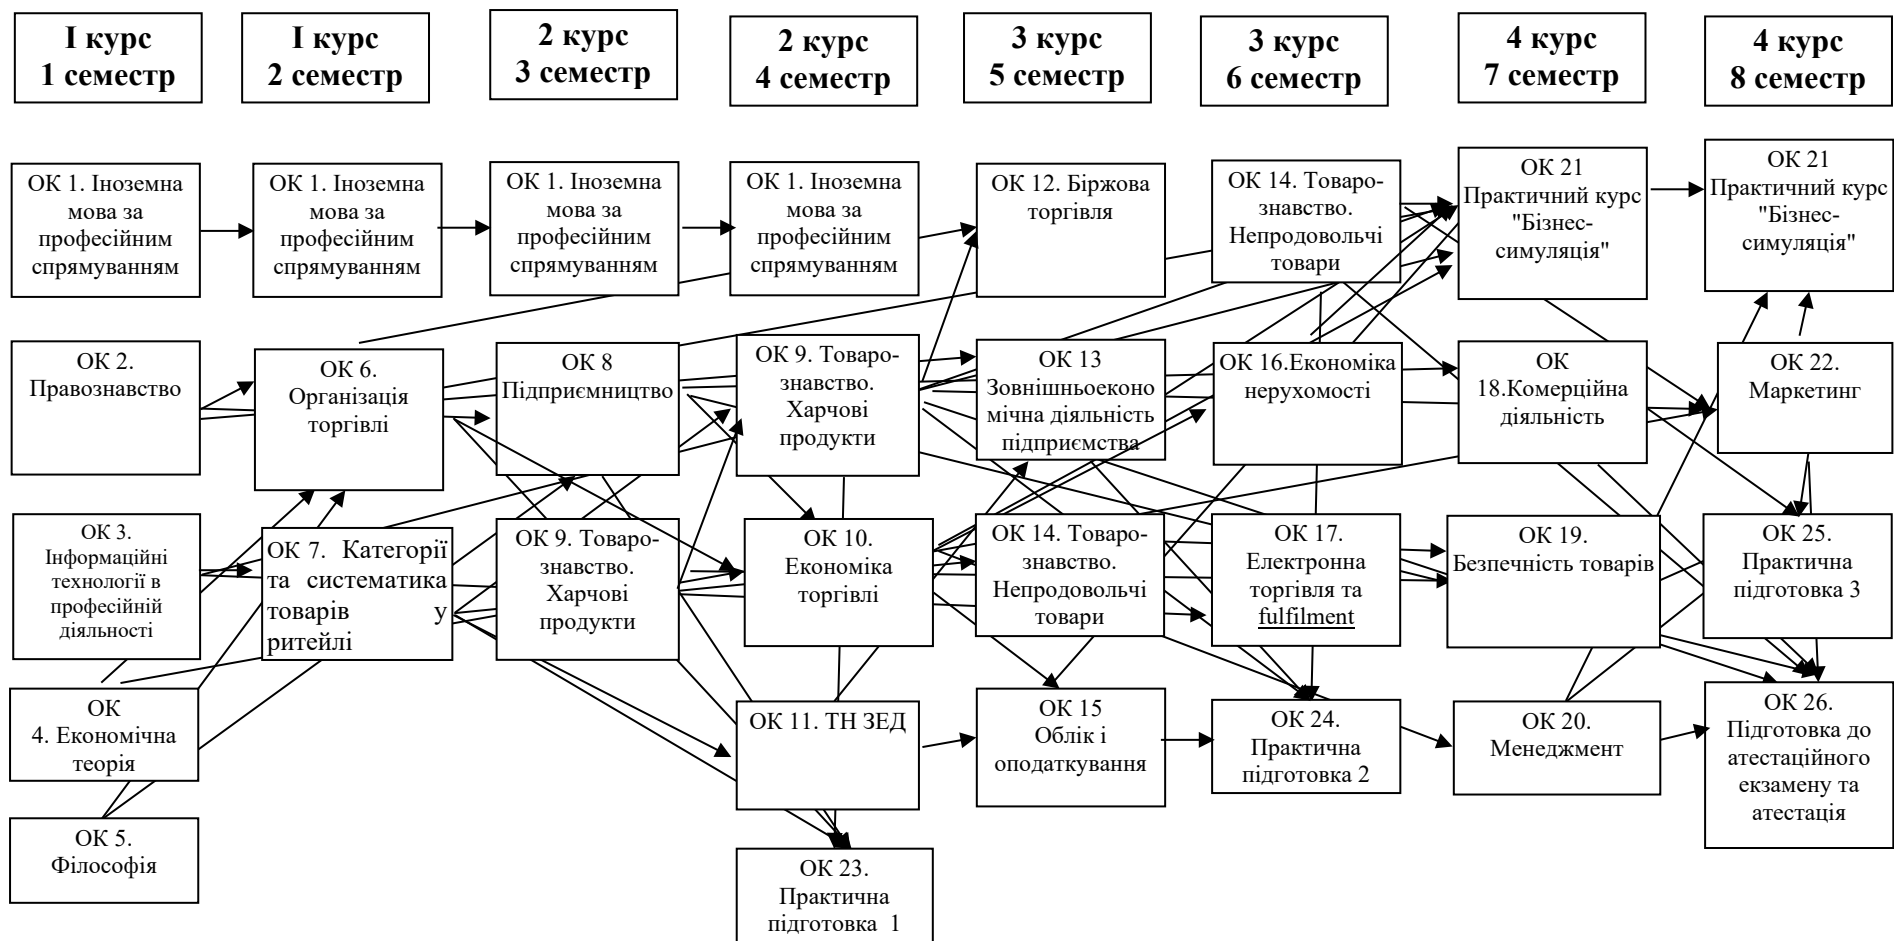 І курс
1 семестр
І курс
2 семестр
2 курс
3 семестр
2 курс
4 семестр
3 курс
5 семестр
3 курс
6 семестр
4 курс
7 семестр
4 курс
8 семестр
ОК 1. Іноземна
мова за
професійним
спрямуванням
ОК 2.
Правознавство
ОК 3.
Інформаційні
технології в
професійній
діяльності
ОК
4. Економічна
теорія
ОК 5.
Філософія
ОК 1. Іноземна
мова за
професійним
спрямуванням
ОК 6.
Організація
торгівлі
ОК 7. Категорії
та систематика
товарів у
ритейлі
ОК 1. Іноземна
мова за
професійним
спрямуванням
ОК 8
Підприємництво
ОК 9. Товаро-
знавство.
Харчові
продукти
ОК 1. Іноземна
мова за
професійним
спрямуванням
ОК 9. Товаро-
знавство.
Харчові
продукти
ОК 10.
Економіка
торгівлі
ОК 11. ТН ЗЕД
ОК 23.
Практична
підготовка 1
ОК 12. Біржова
торгівля
ОК 13
Зовнішньоеконо
мічна діяльність
підприємства
ОК 14. Товаро-
знавство.
Непродовольчі
товари
ОК 15
Облік і
оподаткування
ОК 14. Товаро-
знавство.
Непродовольчі
товари
ОК 16.Економіка
нерухомості
ОК 17.
Електронна
торгівля та
fulfilment
ОК 24.
Практична
підготовка 2
ОК 21
Практичний курс
"Бізнес-
симуляція"
ОК
18.Комерційна
діяльність
ОК 19.
Безпечність товарів
ОК 20.
Менеджмент
ОК 21
Практичний курс
"Бізнес-
симуляція"
ОК 22.
Маркетинг
ОК 25.
Практична
підготовка 3
ОК 26.
Підготовка до
атестаційного
екзамену та
атестація